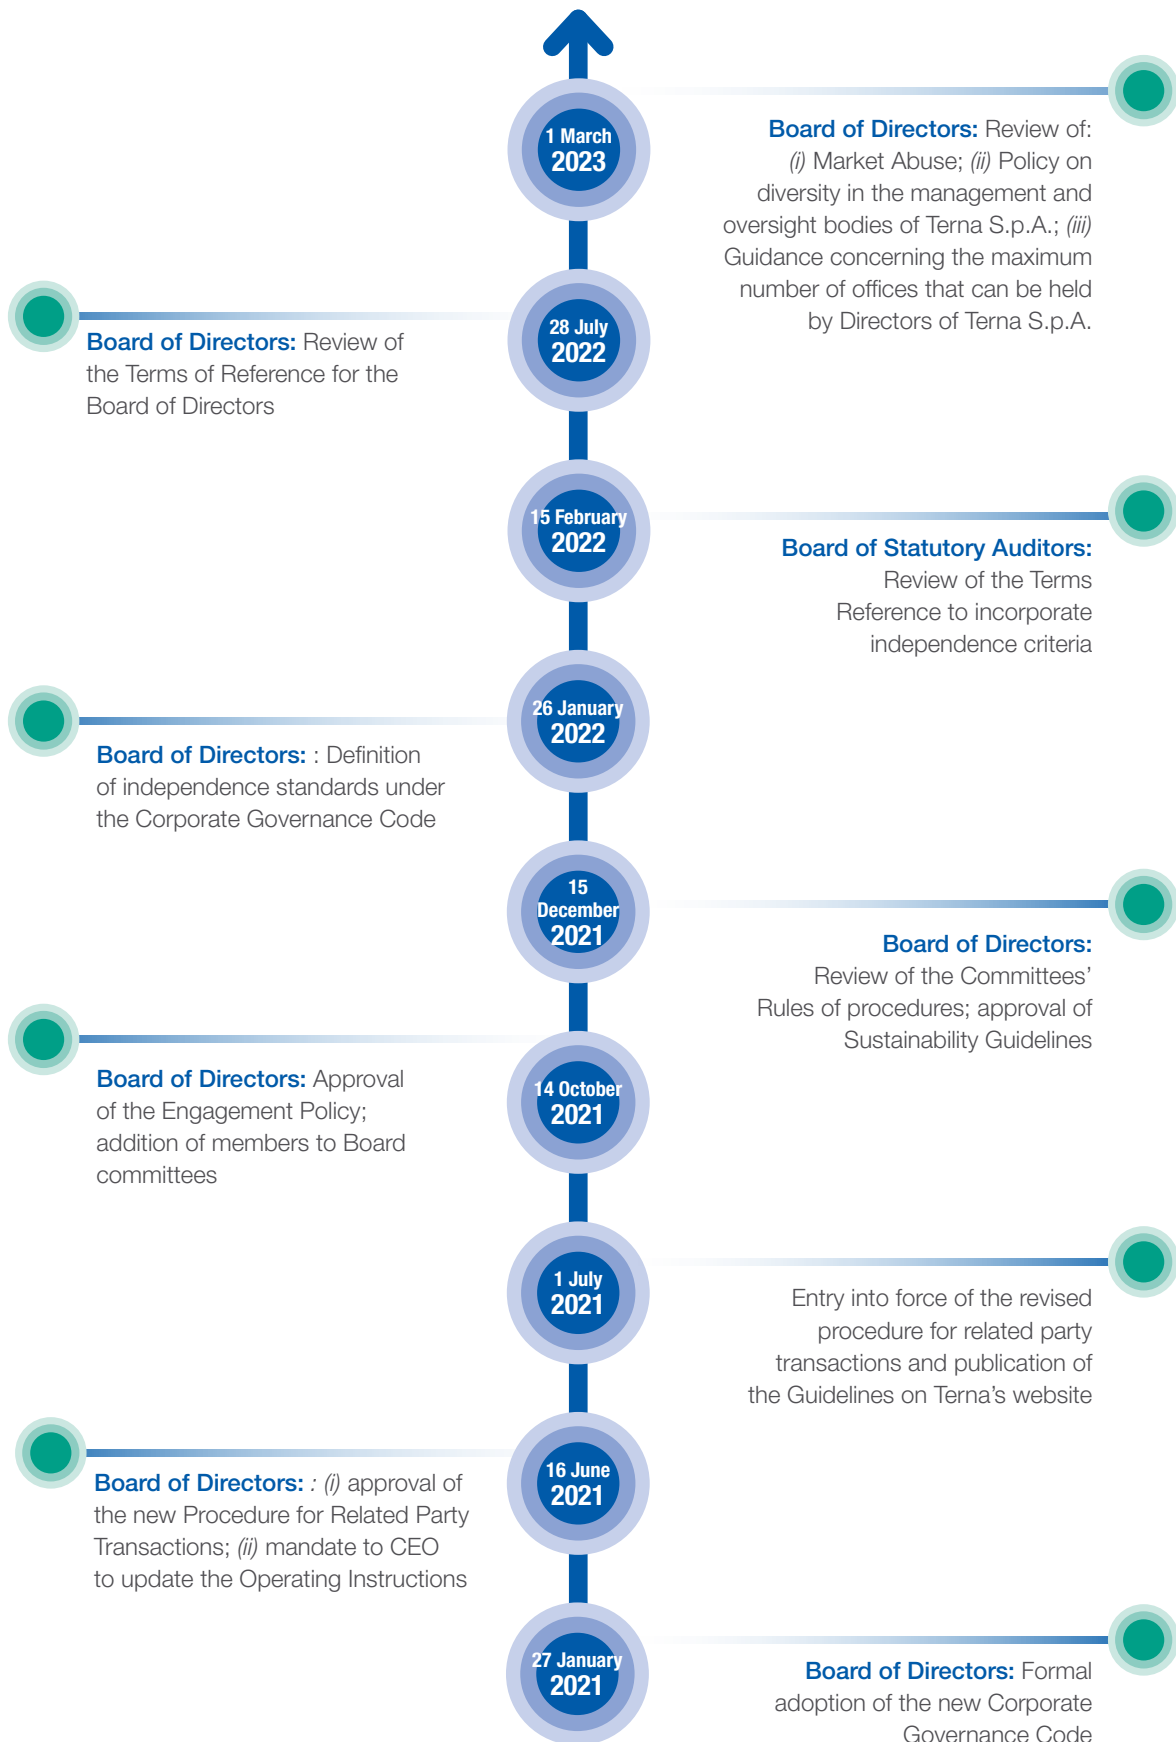 1 March
2023
Board of Directors: Review of:
(i) Market Abuse; (ii) Policy on
diversity in the management and
oversight bodies of Terna S.p.A.; (iii)
Guidance concerning the maximum
number of offices that can be held
by Directors of Terna S.p.A.
28 July
2022
Board of Directors: Review of
the Terms of Reference for the
Board of Directors
15 February
2022
Board of Statutory Auditors:
Review of the Terms
Reference to incorporate
independence criteria
26 January
2022
Board of Directors: : Definition
of independence standards under
the Corporate Governance Code
15
December
2021
Board of Directors:
Review of the Committees’
Rules of procedures; approval of
Sustainability Guidelines
14 October
2021
Board of Directors: Approval
of the Engagement Policy;
addition of members to Board
committees
1 July
2021
Entry into force of the revised
procedure for related party
transactions and publication of
the Guidelines on Terna’s website
16 June
2021
Board of Directors: : (i) approval of
the new Procedure for Related Party
Transactions; (ii) mandate to CEO
to update the Operating Instructions
27 January
2021
Board of Directors: Formal
adoption of the new Corporate
Governance Code